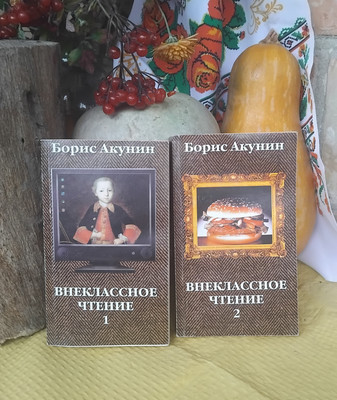 Борис Акунин
ВНЕКЛАССНОЕ
ЧТЕНИЕ
1
Борис Акунин
ВНЕКЛАССНОЕ
ЧТЕНИЕ
2